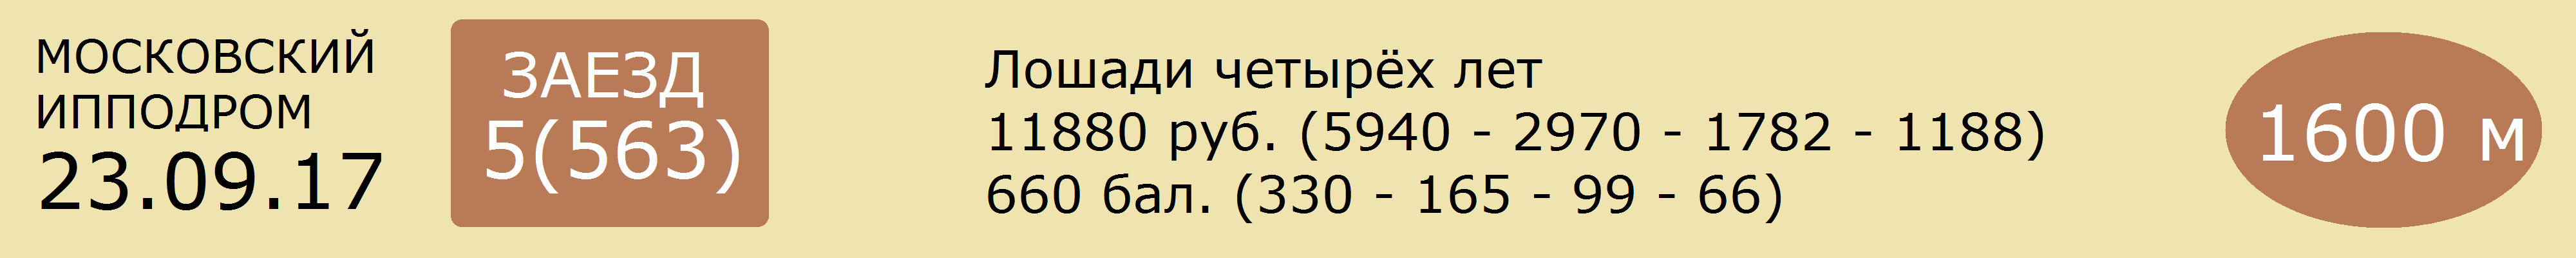 МОСКОВСКИЙ
ИППОДРОМ
23.09.17
ЗАЕЗД
5(563)
Лошади четырёх лет
11880 руб. (5940 - 2970 - 1782 - 1188)
660 бал. (330 - 165 - 99 - 66)
1600 м